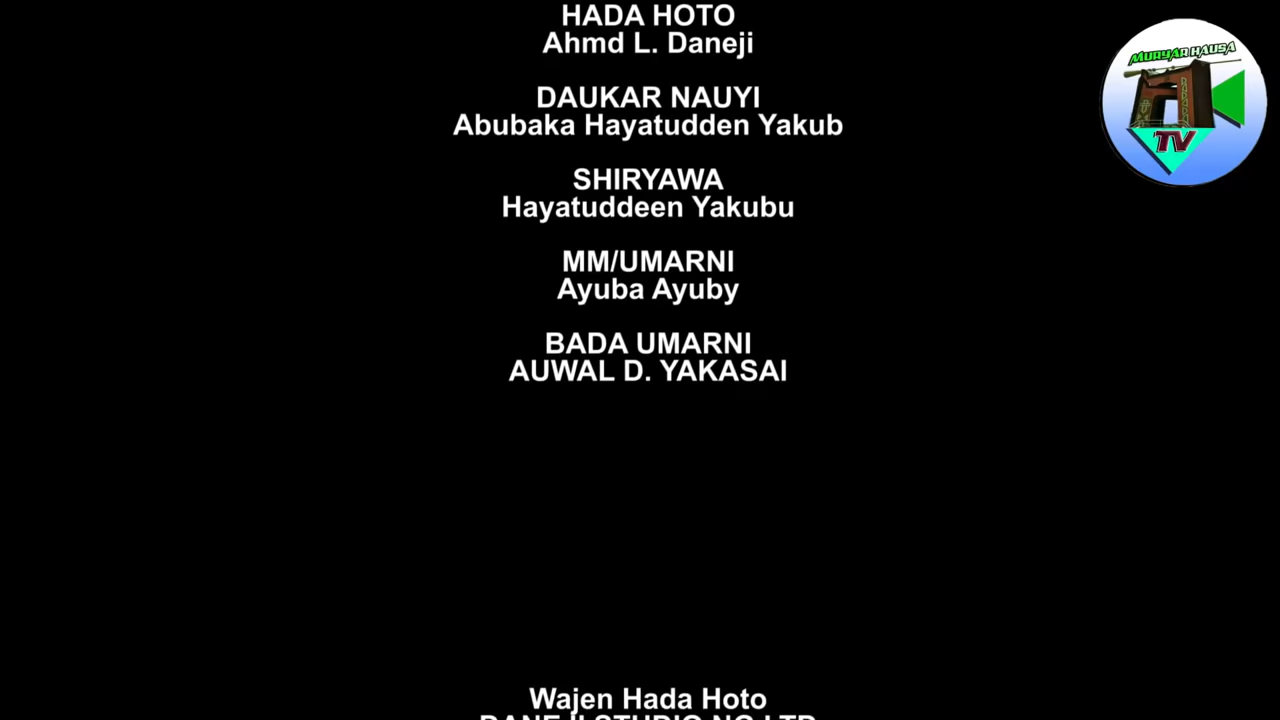 HADA HOTO
Ahmd L. Daneji
MURYAR HAUSA
TV
DAUKAR NAUYI
Abubaka Hayatudden Yakub
SHIRYAWA
Hayatuddeen Yakubu
MM/UMARNI
Ayuba Ayuby
BADA UMARNI
AUWAL D. YAKASAI
Wajen Hada Hoto